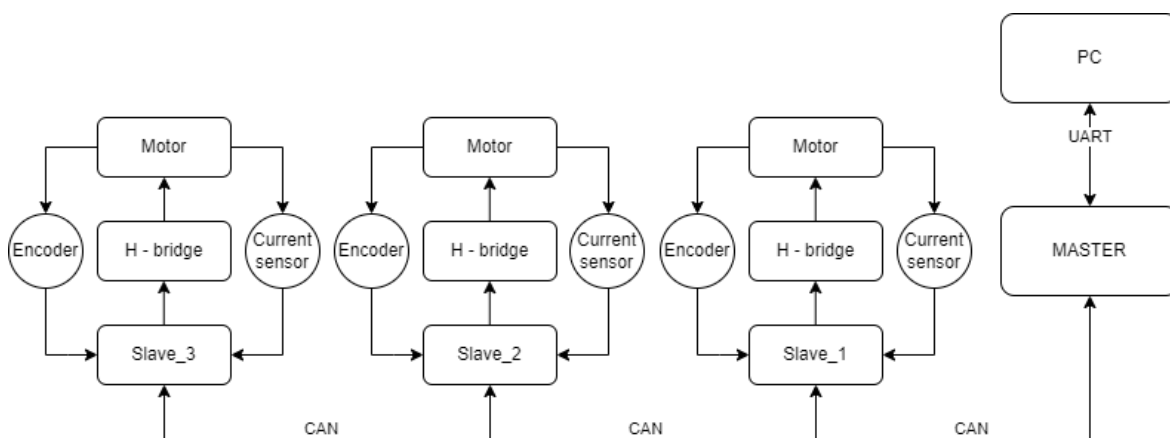 PC
UART
MASTER
Motor
Encoder
H - bridge
Current
sensor
Slave_3
Motor
Encoder
H - bridge
Current
sensor
Slave_2
Motor
Encoder
H - bridge
Current
sensor
Slave_1
CAN
CAN
CAN